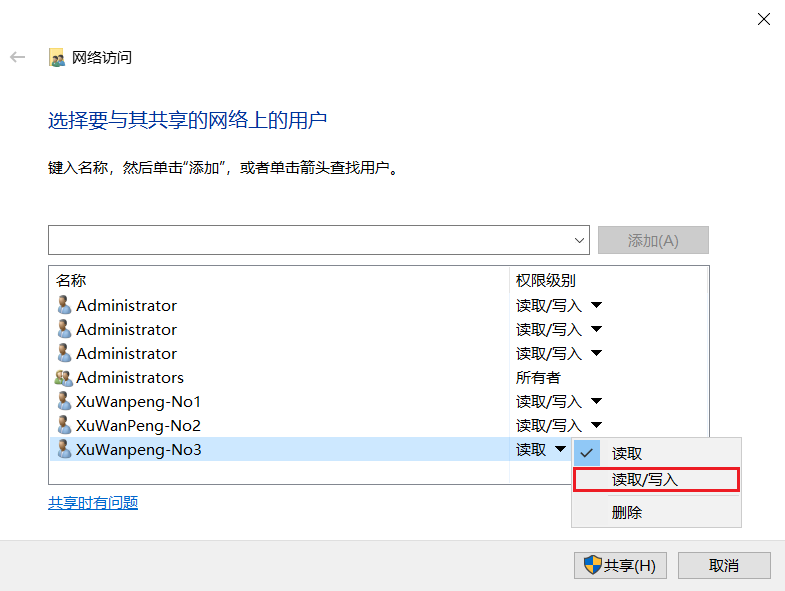 网络访问
选择要与其共享的网络上的用户
键入名称，然后单击“添加”，或者单击箭头查找用户。
添加(A)
名称 权限级别
Administrator 读取/写入
Administrator 读取/写入
Administrator 读取/写入
Administrators 所有者
XuWanpeng-No1 读取/写入
XuWanPeng-No2 读取/写入
XuWanpeng-No3 读取
读取
读取/写入
删除
共享时有问题
共享(H) 取消